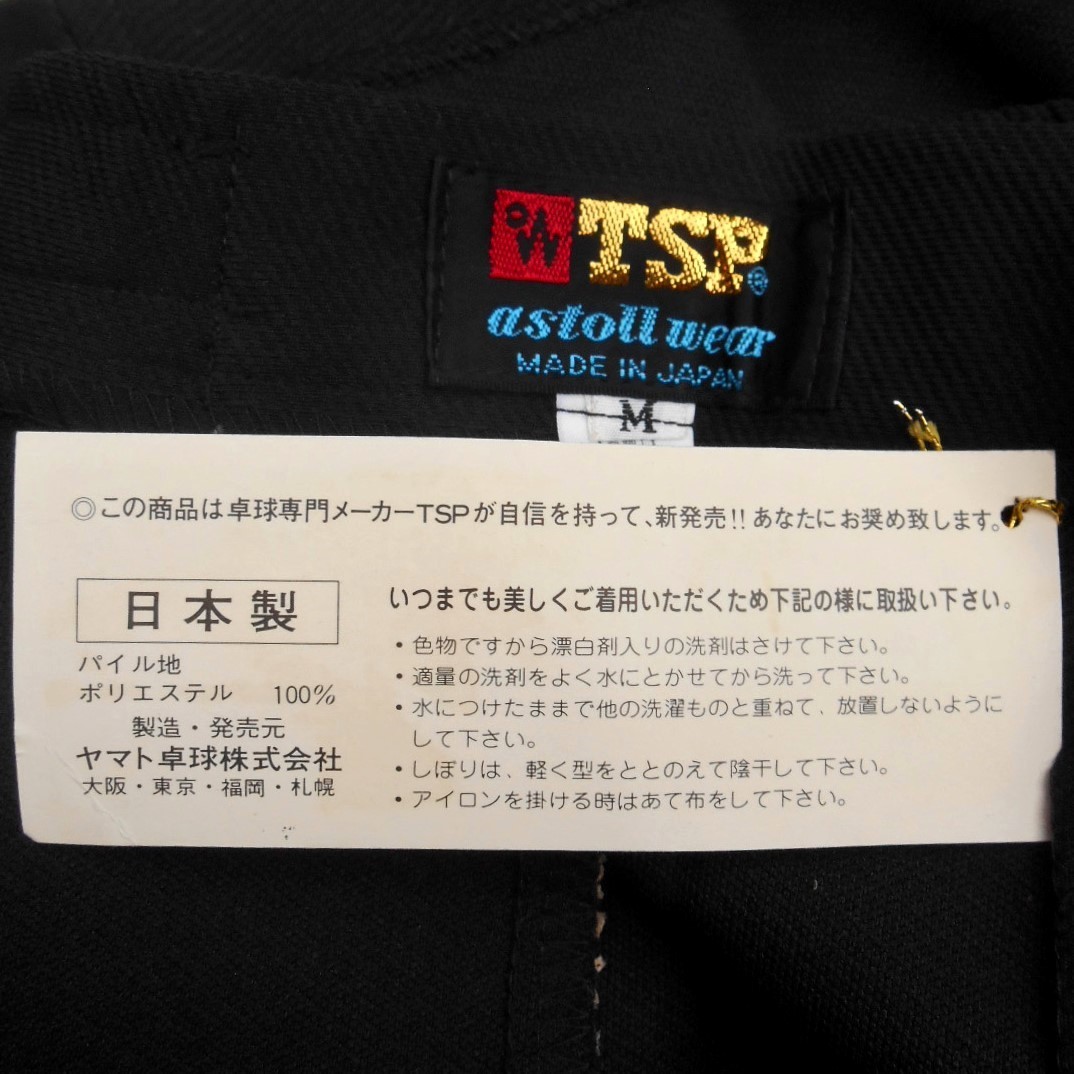 TSP®
astoll wear
MADE IN JAPAN
M
◎この商品は卓球専門メーカーTSPが自信を持って、新発売!!あなたにお奨め致します。
日本製
パイル地
ポリエステル 100%
製造・発売元
ヤマト卓球株式会社
大阪・東京・福岡・札幌
いつまでも美しくご着用いただくため下記の様に取扱い下さい。
・色物ですから漂白剤入りの洗剤はさけて下さい。
・適量の洗剤をよく水にとかせてから洗って下さい。
・水につけたままで他の洗濯ものと重ねて、放置しないように
して下さい。
・しぼりは、軽く型をととのえて陰干して下さい。
・アイロンを掛ける時はあて布をして下さい。